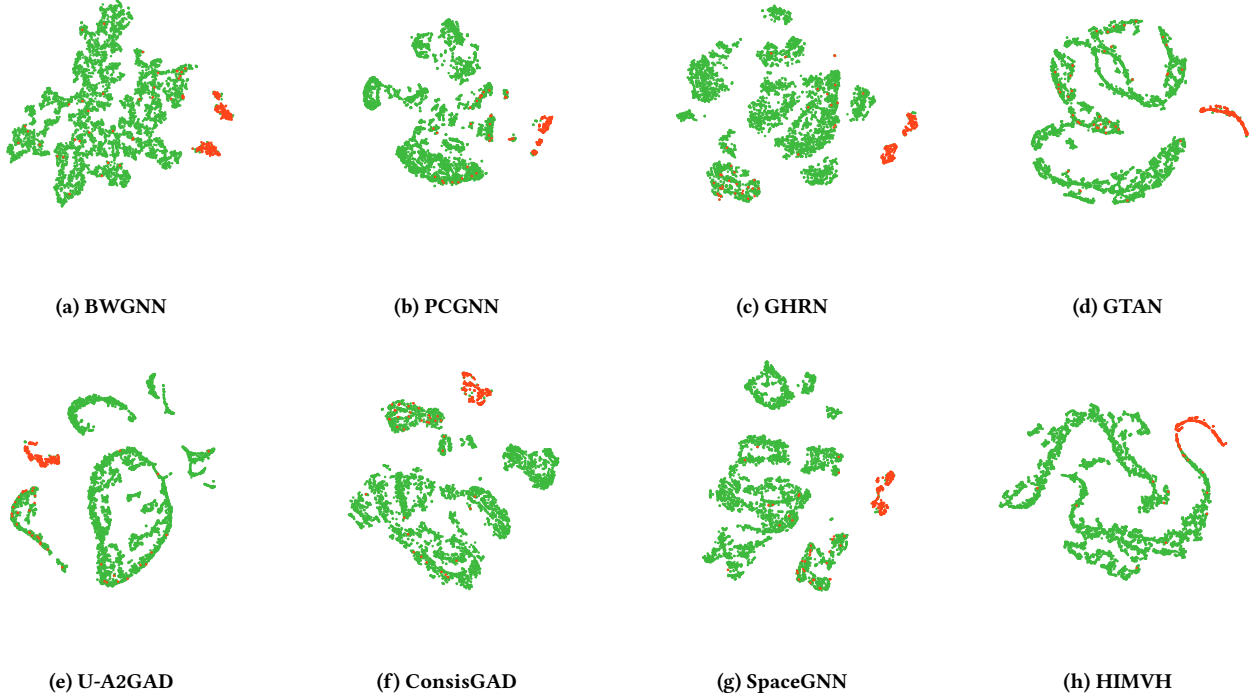 (a) BWGNN
(b) PCGNN
(c) GHRN
(d) GTAN
(e) U-A2GAD
(f) ConsisGAD
(g) SpaceGNN
(h) HIMVH